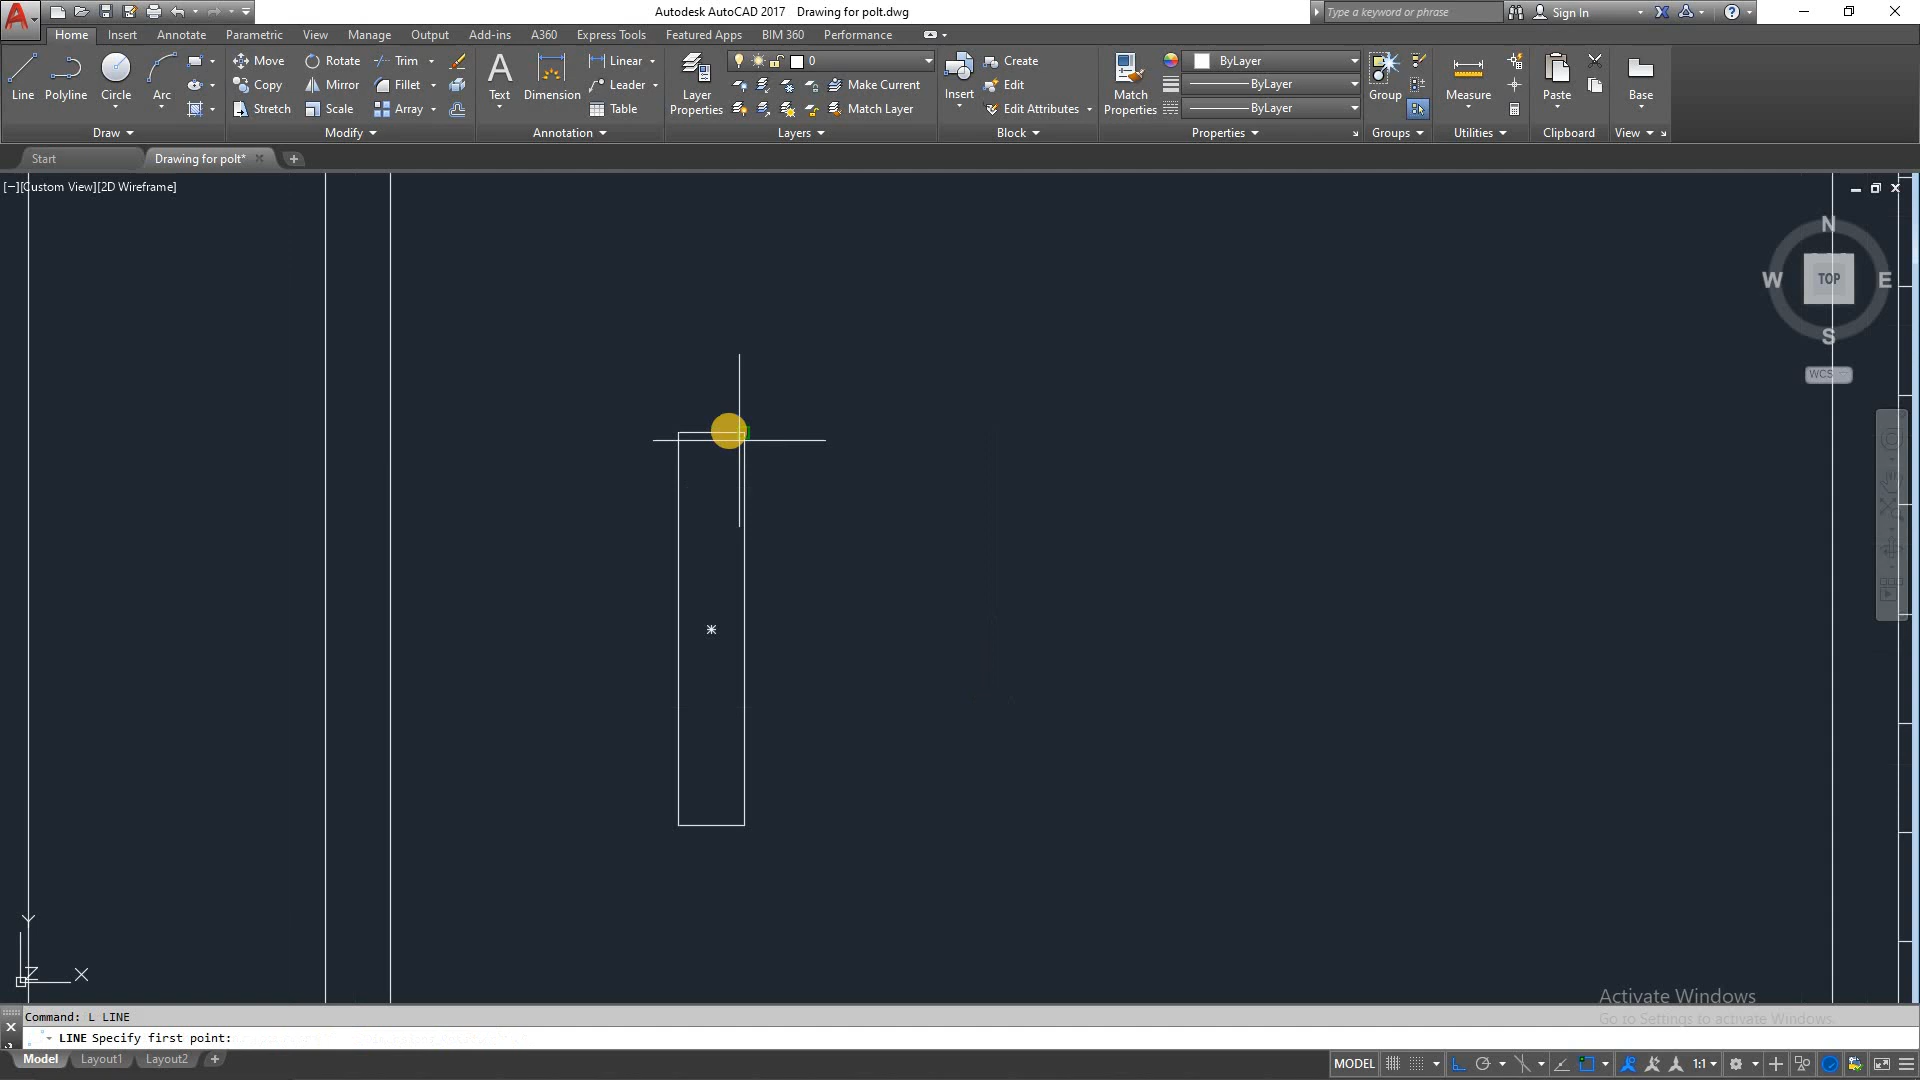 Autodesk AutoCAD 2017 Drawing for polt.dwg
Type a keyword or phrase
Sign In
Home Insert Annotate Parametric View Manage Output Add-ins A360 Express Tools Featured Apps BIM 360 Performance
Line Polyline Circle Arc
Draw
Move Rotate Trim
Copy Mirror Fillet
Stretch Scale Array
Modify
Text Dimension
Linear
Leader
Table
Annotation
Layer Properties
0
Make Current
Match Layer
Layers
Insert
Create
Edit
Edit Attributes
Block
Match Properties
ByLayer
ByLayer
ByLayer
Properties
Group
Groups
Measure
Utilities
Paste
Clipboard
Base
View
Start Drawing for polt*
[−][Custom View][2D Wireframe]
N
W TOP E
S
WCS
Y
Z X
Activate Windows
Go to Settings to activate Windows.
Command: L LINE
LINE Specify first point:
Model Layout1 Layout2
MODEL 1:1